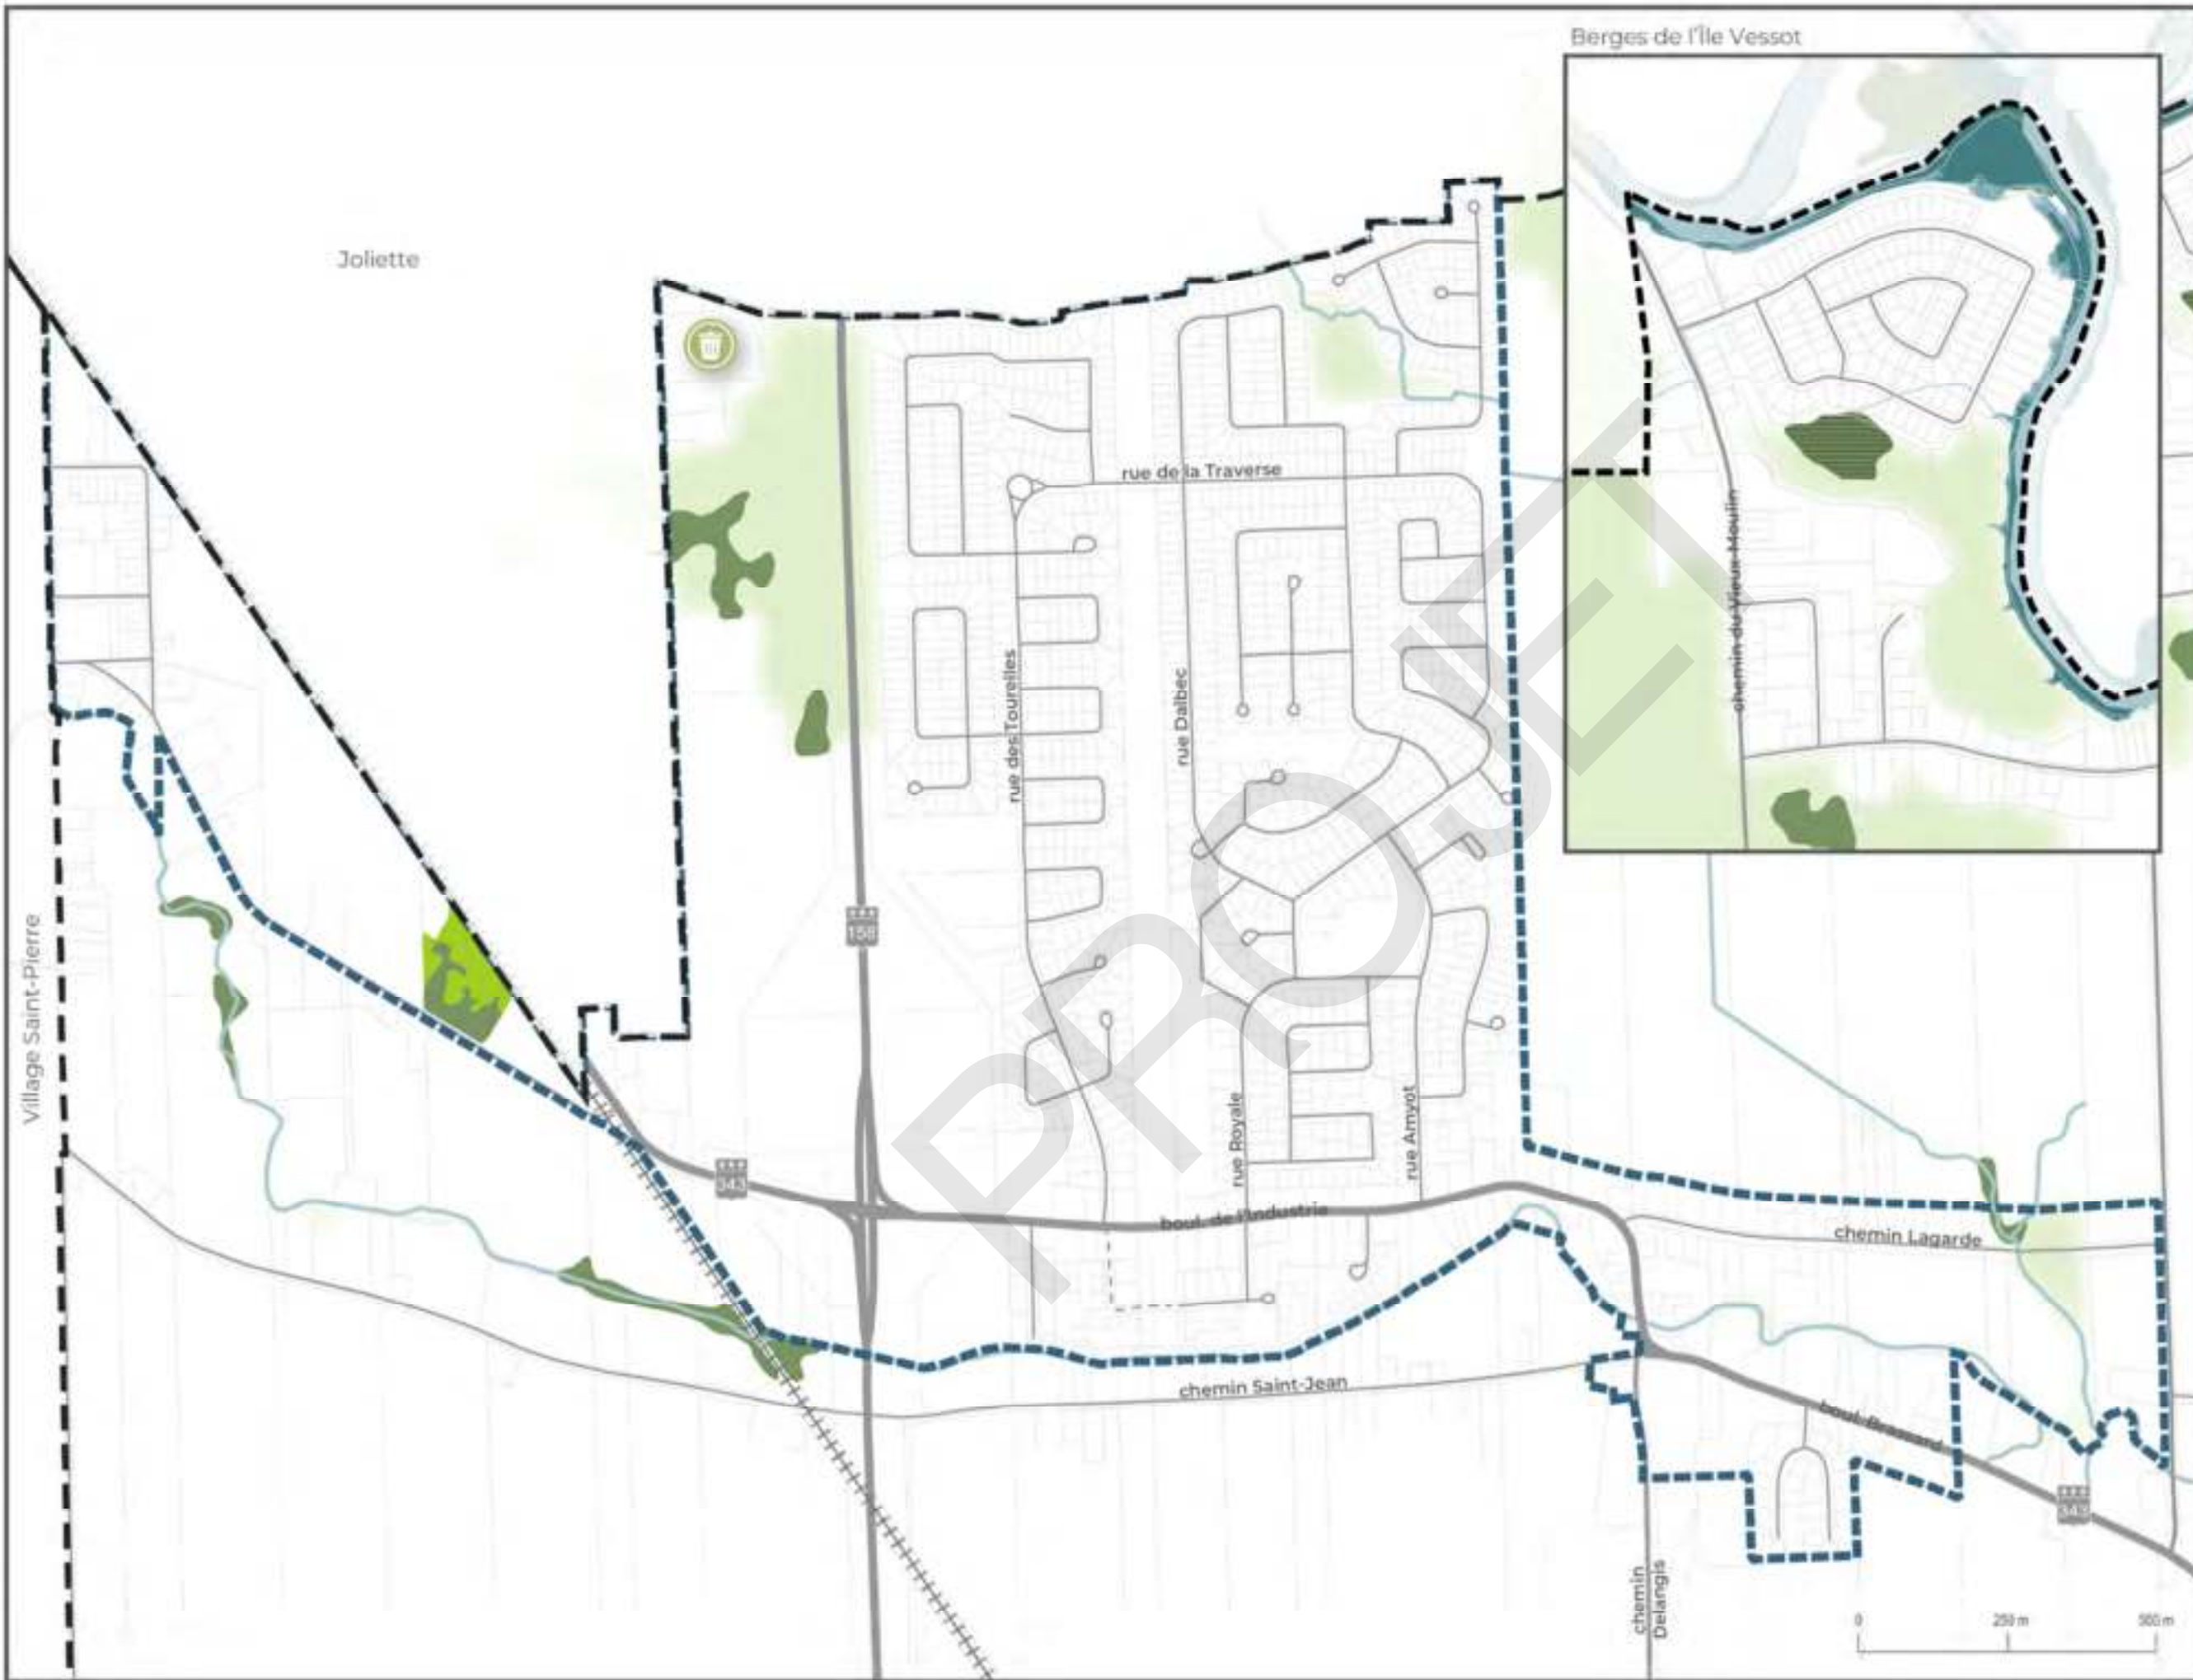 Berges de l'Île Vessot
Joliette
rue de la Traverse
chemin du Vieux-Moulin
rue des Tourelles
rue Dalbec
158
Village Saint-Pierre
rue Royale
rue Amyot
343
boul. de l'Industrie
chemin Lagarde
chemin Saint-Jean
boul. Brassard
chemin
Delangis
0 250 m 500 m
PROJET